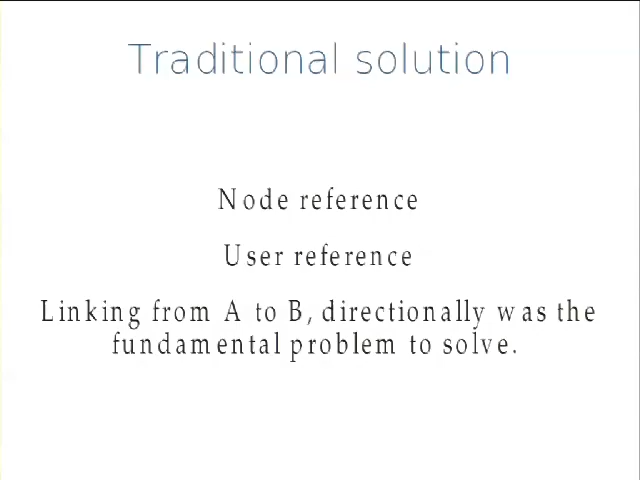 Traditional solution
Node reference
User reference
Linking from A to B, directionally was the
fundamental problem to solve.